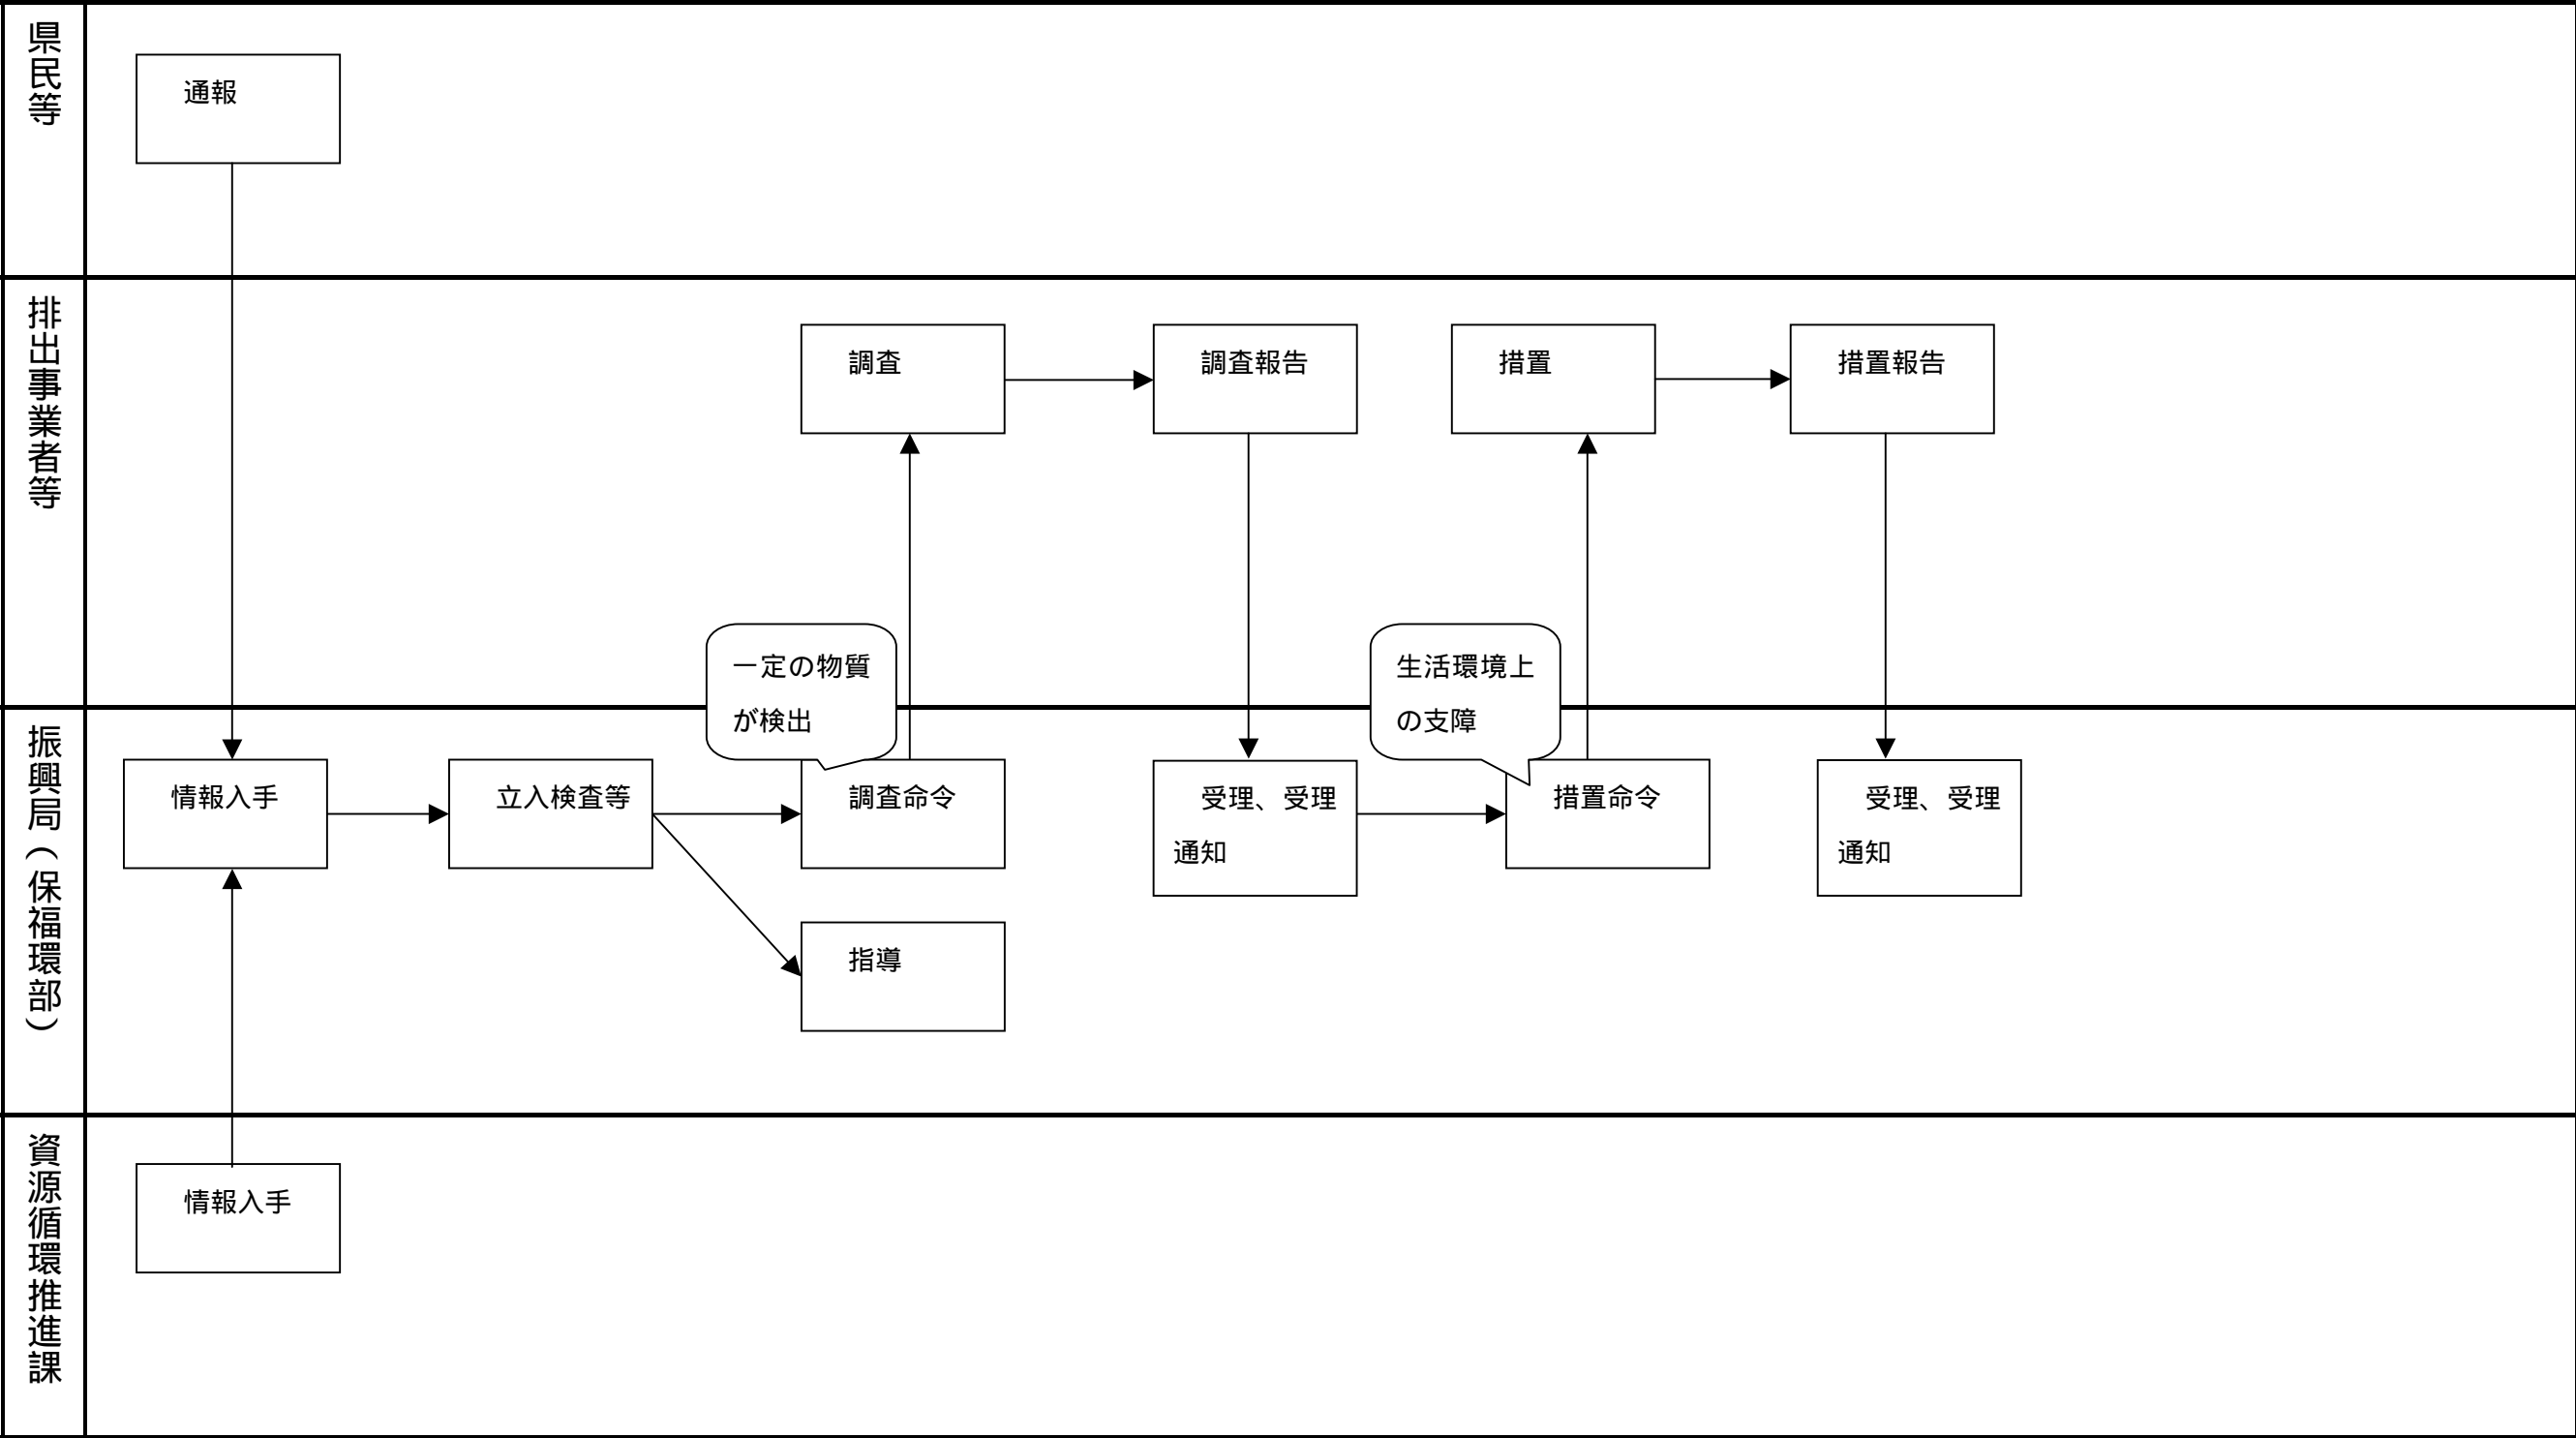 県民等
通報
排出事業者等
調査
調査報告
措置
措置報告
一定の物質
が検出
生活環境上
の支障
振興局(保福環部)
情報入手
立入検査等
調査命令
受理、受理
通知
措置命令
受理、受理
通知
指導
資源循環推進課
情報入手